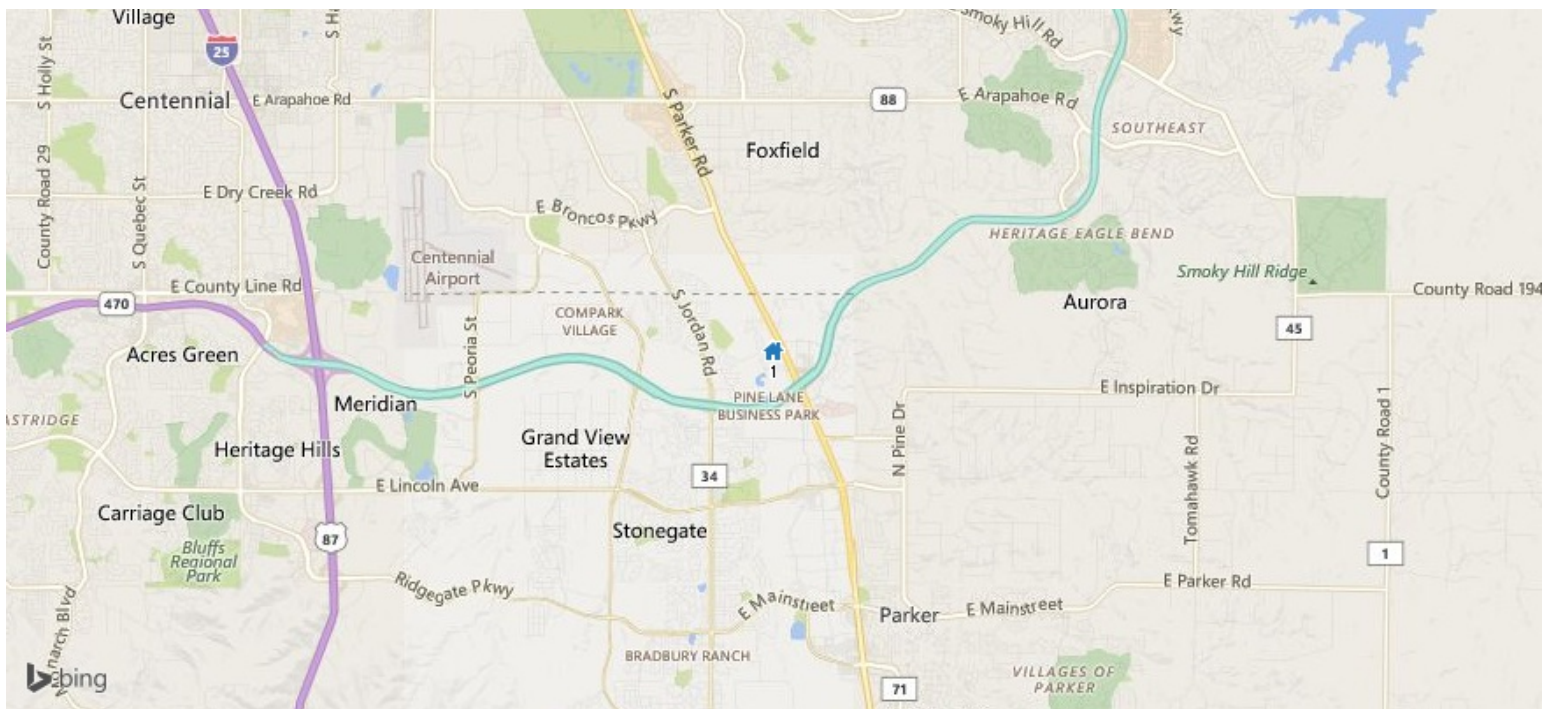 Village
S Holly St
25
S Ha
Smoky Hill Rd
wy
Centennial
E Arapahoe Rd
S Parker Rd
88
E Arapahoe Rd
SOUTHEAST
Foxfield
County Road 29
S Quebec St
E Dry Creek Rd
E Broncos Pkwy
HERITAGE EAGLE BEND
Centennial
Airport
Smoky Hill Ridge
E County Line Rd
470
Aurora
County Road 194
COMPARK
VILLAGE
S Peoria St
S Jordan Rd
45
Acres Green
1
E Inspiration Dr
Meridian
PINE LANE
BUSINESS PARK
N Pine Dr
County Road 1
ASTRIDGE
Heritage Hills
Grand View
Estates
Tomahawk Rd
34
E Lincoln Ave
Carriage Club
Stonegate
87
Bluffs
Regional
Park
1
Ridgegate Pkwy
E Parker Rd
E Mainstreet
Parker
E Mainstreet
narch Blvd
BRADBURY RANCH
VILLAGES OF
PARKER
71
bing